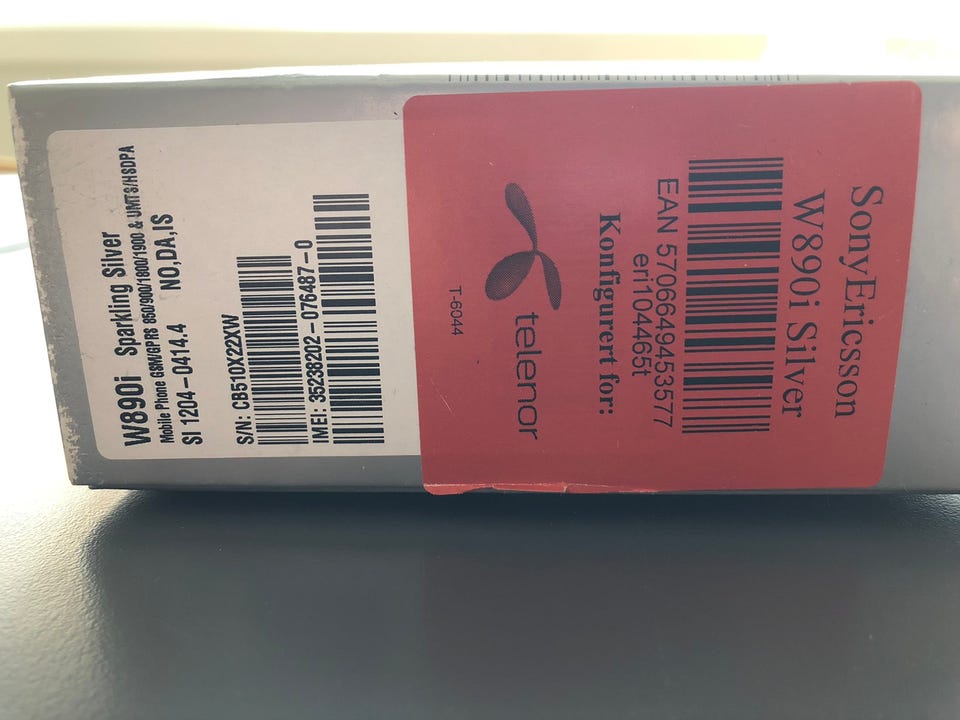 W890i Sparkling Silver
Mobile Phone GSM/GPRS 850/900/1800/1900 & UMTS/HSDPA
SI 1204-0414.4 NO,DA,IS
S/N: CB510X22XW
IMEI: 35238202-076487-0
SonyEricsson
W890i Silver
EAN 5706649453577
eri104465t
Konfigurert for:
telenor
T-6044